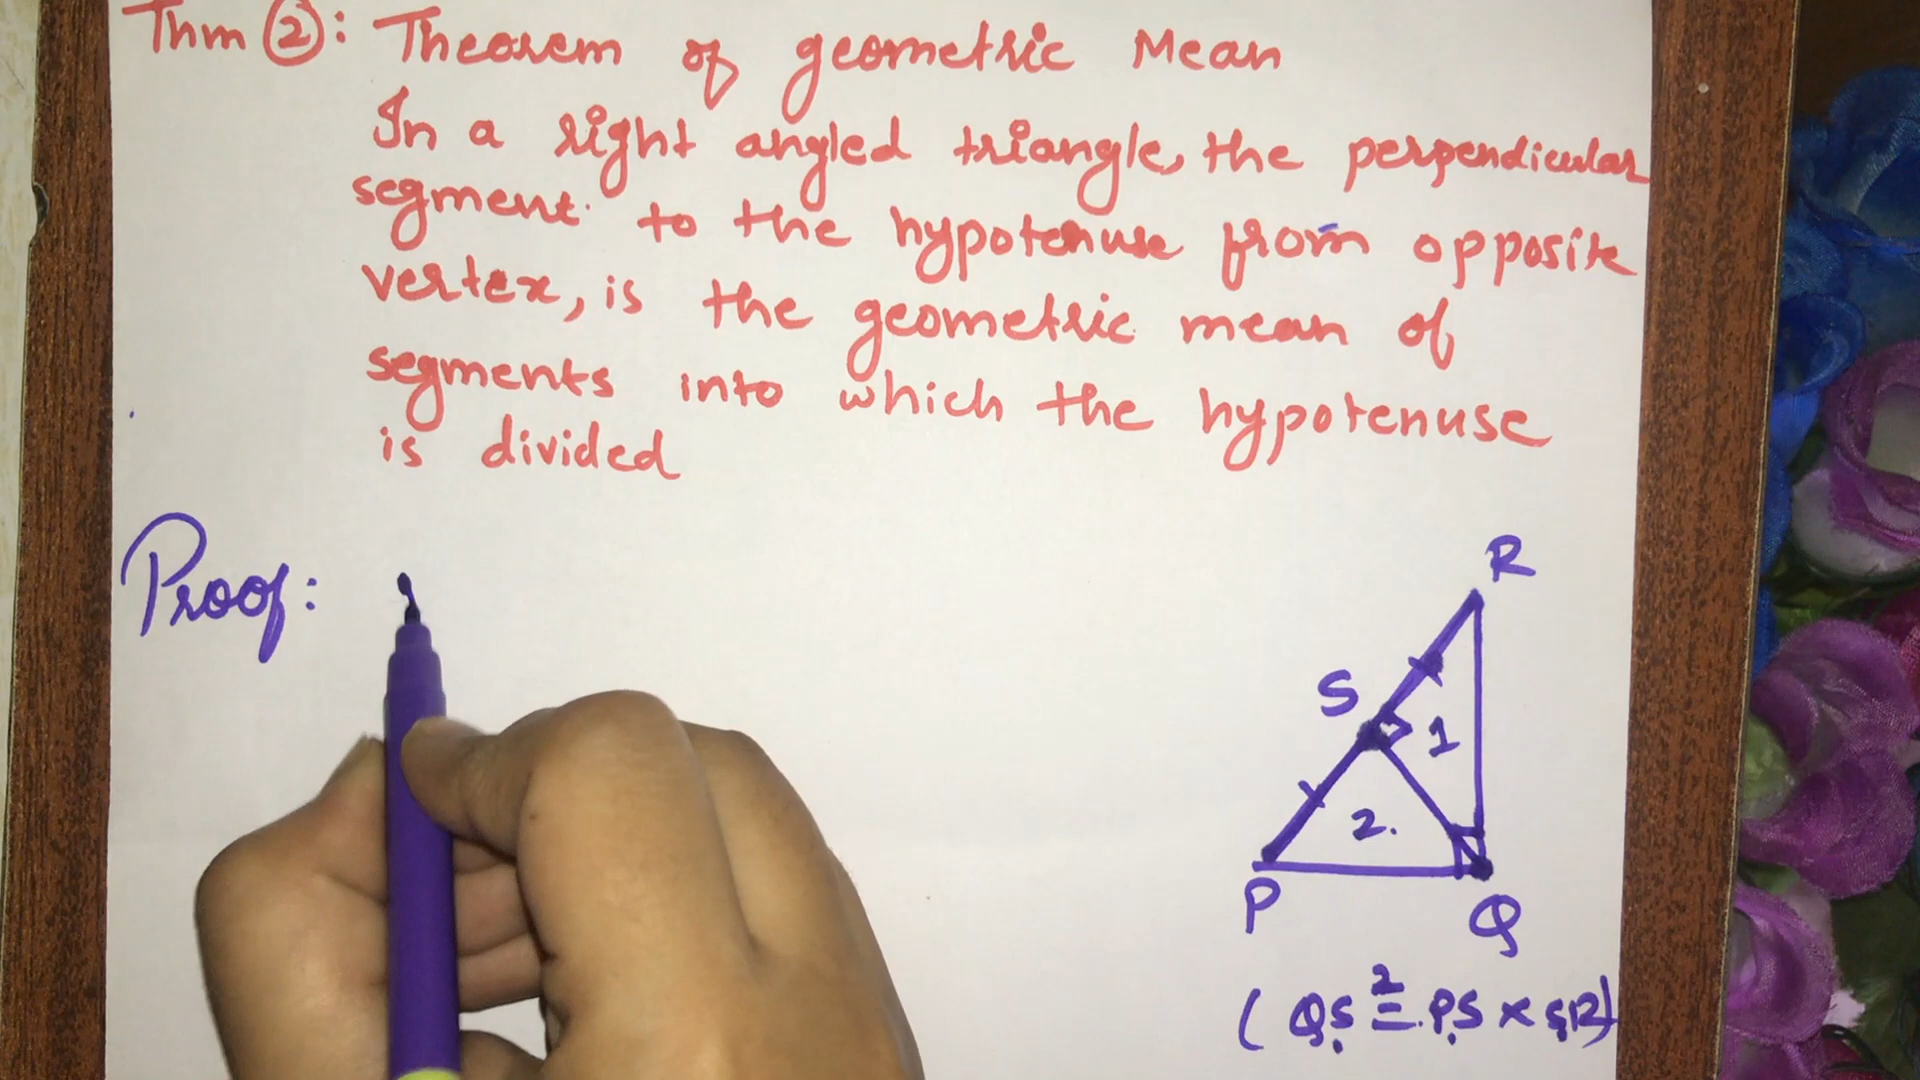 Thm ②: Theorem of geometric Mean
In a right angled triangle, the perpendicular
segment to the hypotenuse from opposite
vertex, is the geometric mean of
segments into which the hypotenuse
is divided
Proof:
R
S
1
2.
P
Q
(QS² = PS × SR)